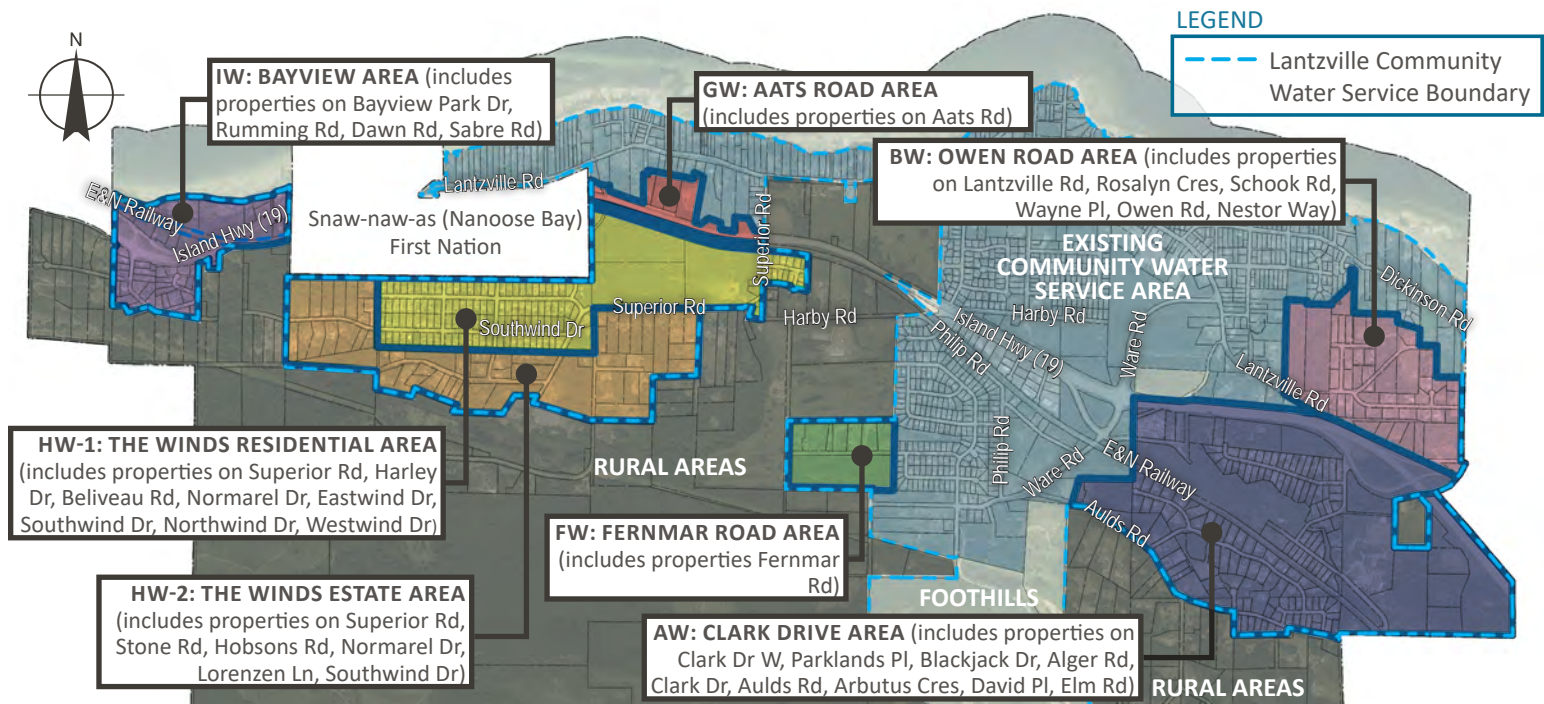 N
LEGEND
Lantzville Community
Water Service Boundary
IW: BAYVIEW AREA (includes
properties on Bayview Park Dr,
Rumming Rd, Dawn Rd, Sabre Rd)
GW: AATS ROAD AREA
(includes properties on Aats Rd)
BW: OWEN ROAD AREA (includes properties
on Lantzville Rd, Rosalyn Cres, Schook Rd,
Wayne Pl, Owen Rd, Nestor Way)
E&N Railway
Island Hwy (19)
Lantzville Rd
Snaw-naw-as (Nanoose Bay)
First Nation
Superior Rd
EXISTING
COMMUNITY WATER
SERVICE AREA
Dickinson Rd
Superior Rd
Southwind Dr
Harby Rd
Harby Rd
Island Hwy (19)
Philip Rd
Ware Rd
Lantzville Rd
HW-1: THE WINDS RESIDENTIAL AREA
(includes properties on Superior Rd, Harley
Dr, Beliveau Rd, Normarel Dr, Eastwind Dr,
Southwind Dr, Northwind Dr, Westwind Dr)
RURAL AREAS
Philip Rd
Ware Rd
E&N Railway
Aulds Rd
FW: FERNMAR ROAD AREA
(includes properties Fernmar
Rd)
HW-2: THE WINDS ESTATE AREA
(includes properties on Superior Rd,
Stone Rd, Hobsons Rd, Normarel Dr,
Lorenzen Ln, Southwind Dr)
FOOTHILLS
AW: CLARK DRIVE AREA (includes properties on
Clark Dr W, Parklands Pl, Blackjack Dr, Alger Rd,
Clark Dr, Aulds Rd, Arbutus Cres, David Pl, Elm Rd)
RURAL AREAS